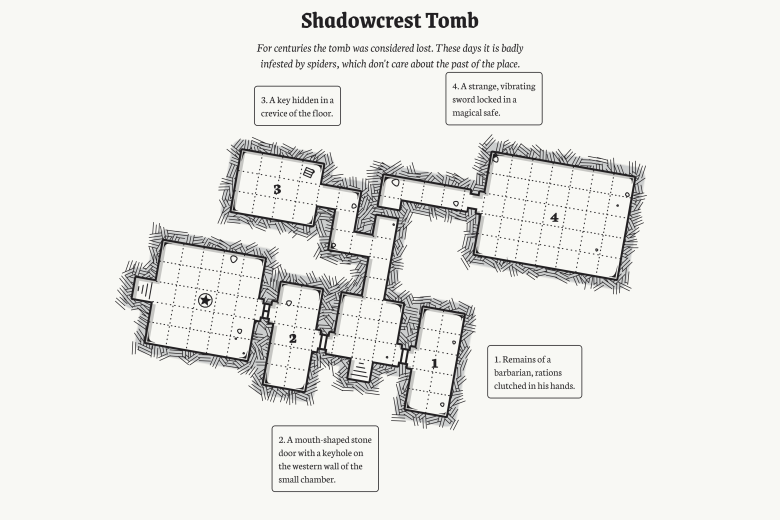 Shadowcrest Tomb
For centuries the tomb was considered lost. These days it is badly
infested by spiders, which don't care about the past of the place.
3. A key hidden in a
crevice of the floor.
4. A strange, vibrating
sword locked in a
magical safe.
3
4
2
1
1. Remains of a
barbarian, rations
clutched in his hands.
2. A mouth-shaped stone
door with a keyhole on
the western wall of the
small chamber.